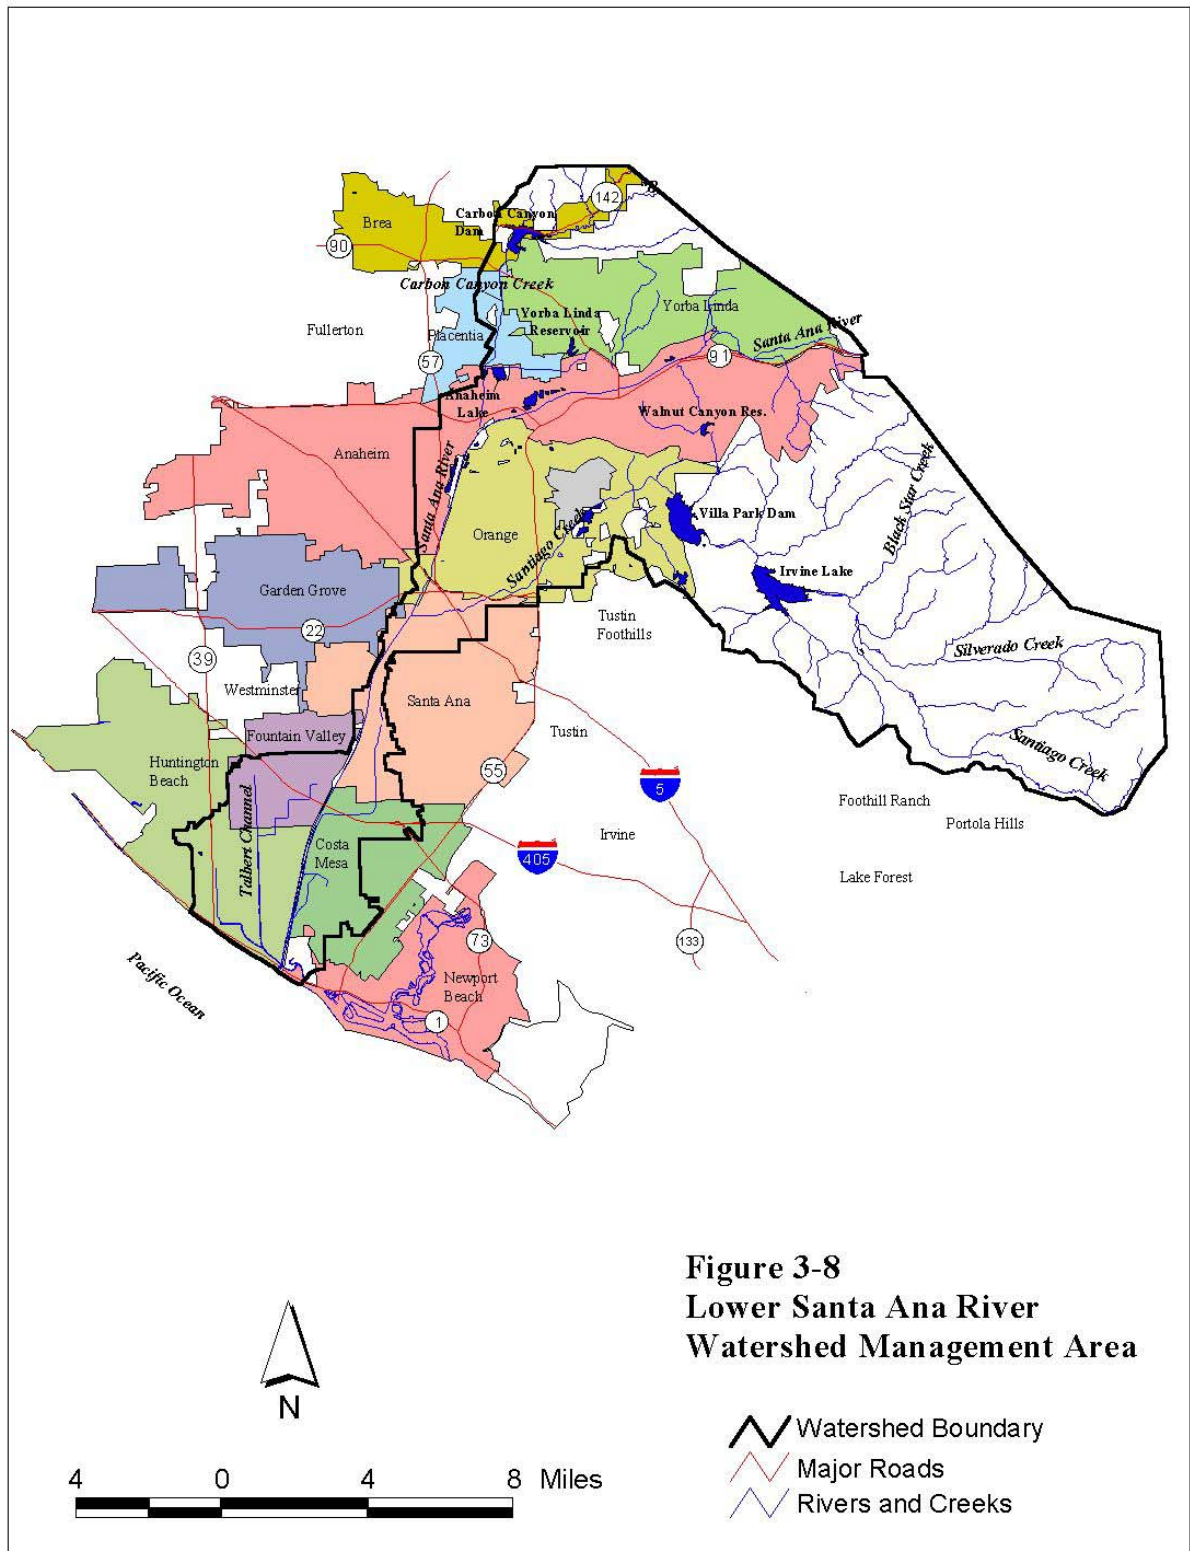 142
Carbon Canyon
Dam
Brea
90
Carbon Canyon Creek
Yorba Linda
Yorba Linda
Reservoir
Santa Ana River
Fullerton
Placentia
57
91
Anaheim
Lake
Walnut Canyon Res.
Anaheim
Santa Ana River
Black Star Creek
Villa Park Dam
Orange
Santiago Creek
Irvine Lake
Garden Grove
Tustin
Foothills
22
Silverado Creek
39
Westminster
Santa Ana
Fountain Valley
Tustin
Santiago Creek
Huntington
Beach
55
5
Talbert Channel
Foothill Ranch
Portola Hills
Costa
Mesa
Irvine
405
Lake Forest
73
133
Pacific Ocean
Newport
Beach
1
Figure 3-8
Lower Santa Ana River
Watershed Management Area
N
Watershed Boundary
Major Roads
Rivers and Creeks
4 0 4 8 Miles